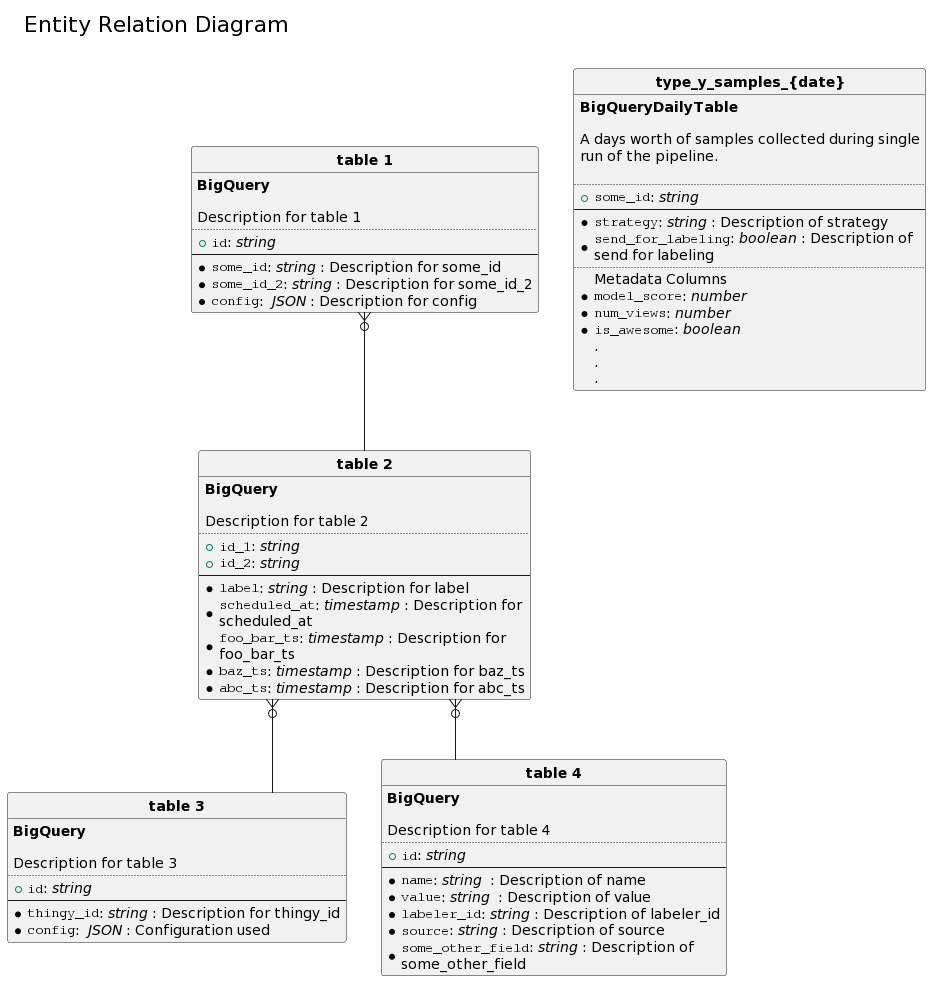 Entity Relation Diagram
type_y_samples_{date}
BigQueryDailyTable
A days worth of samples collected during single
run of the pipeline.
some_id: string
strategy: string : Description of strategy
send_for_labeling: boolean : Description of
send for labeling
Metadata Columns
model_score: number
num_views: number
is_awesome: boolean
.
.
.
table 1
BigQuery
Description for table 1
id: string
some_id: string : Description for some_id
some_id_2: string : Description for some_id_2
config: JSON : Description for config
table 2
BigQuery
Description for table 2
id_1: string
id_2: string
label: string : Description for label
scheduled_at: timestamp : Description for
scheduled_at
foo_bar_ts: timestamp : Description for
foo_bar_ts
baz_ts: timestamp : Description for baz_ts
abc_ts: timestamp : Description for abc_ts
table 3
BigQuery
Description for table 3
id: string
thingy_id: string : Description for thingy_id
config: JSON : Configuration used
table 4
BigQuery
Description for table 4
id: string
name: string : Description of name
value: string : Description of value
labeler_id: string : Description of labeler_id
source: string : Description of source
some_other_field: string : Description of
some_other_field